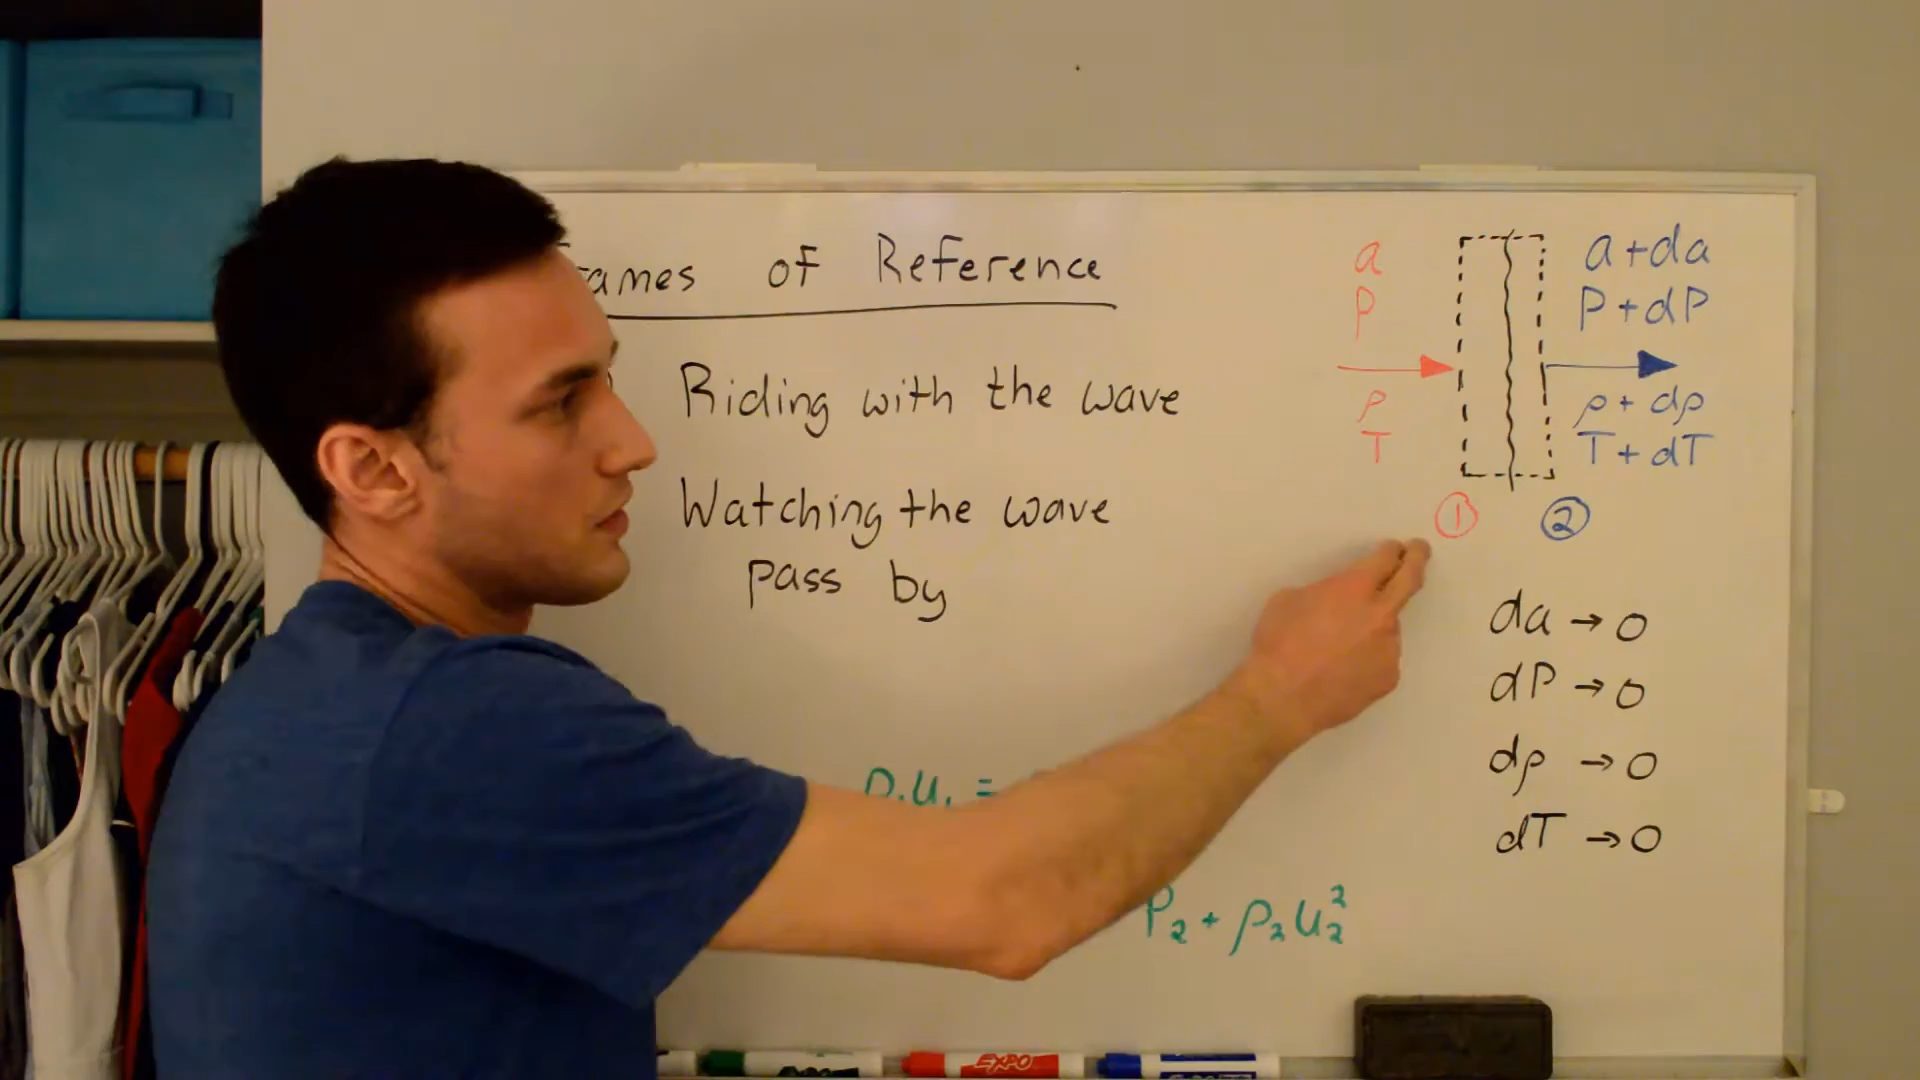 of Reference
Riding with the wave
Watching the wave
pass by
a
P
ρ
T
a + da
P + dP
ρ + dρ
T + dT
1
2
da → 0
dP → 0
dρ → 0
dT → 0
ρ₁u₁ =
P₂ + ρ₂u₂²
EXPO